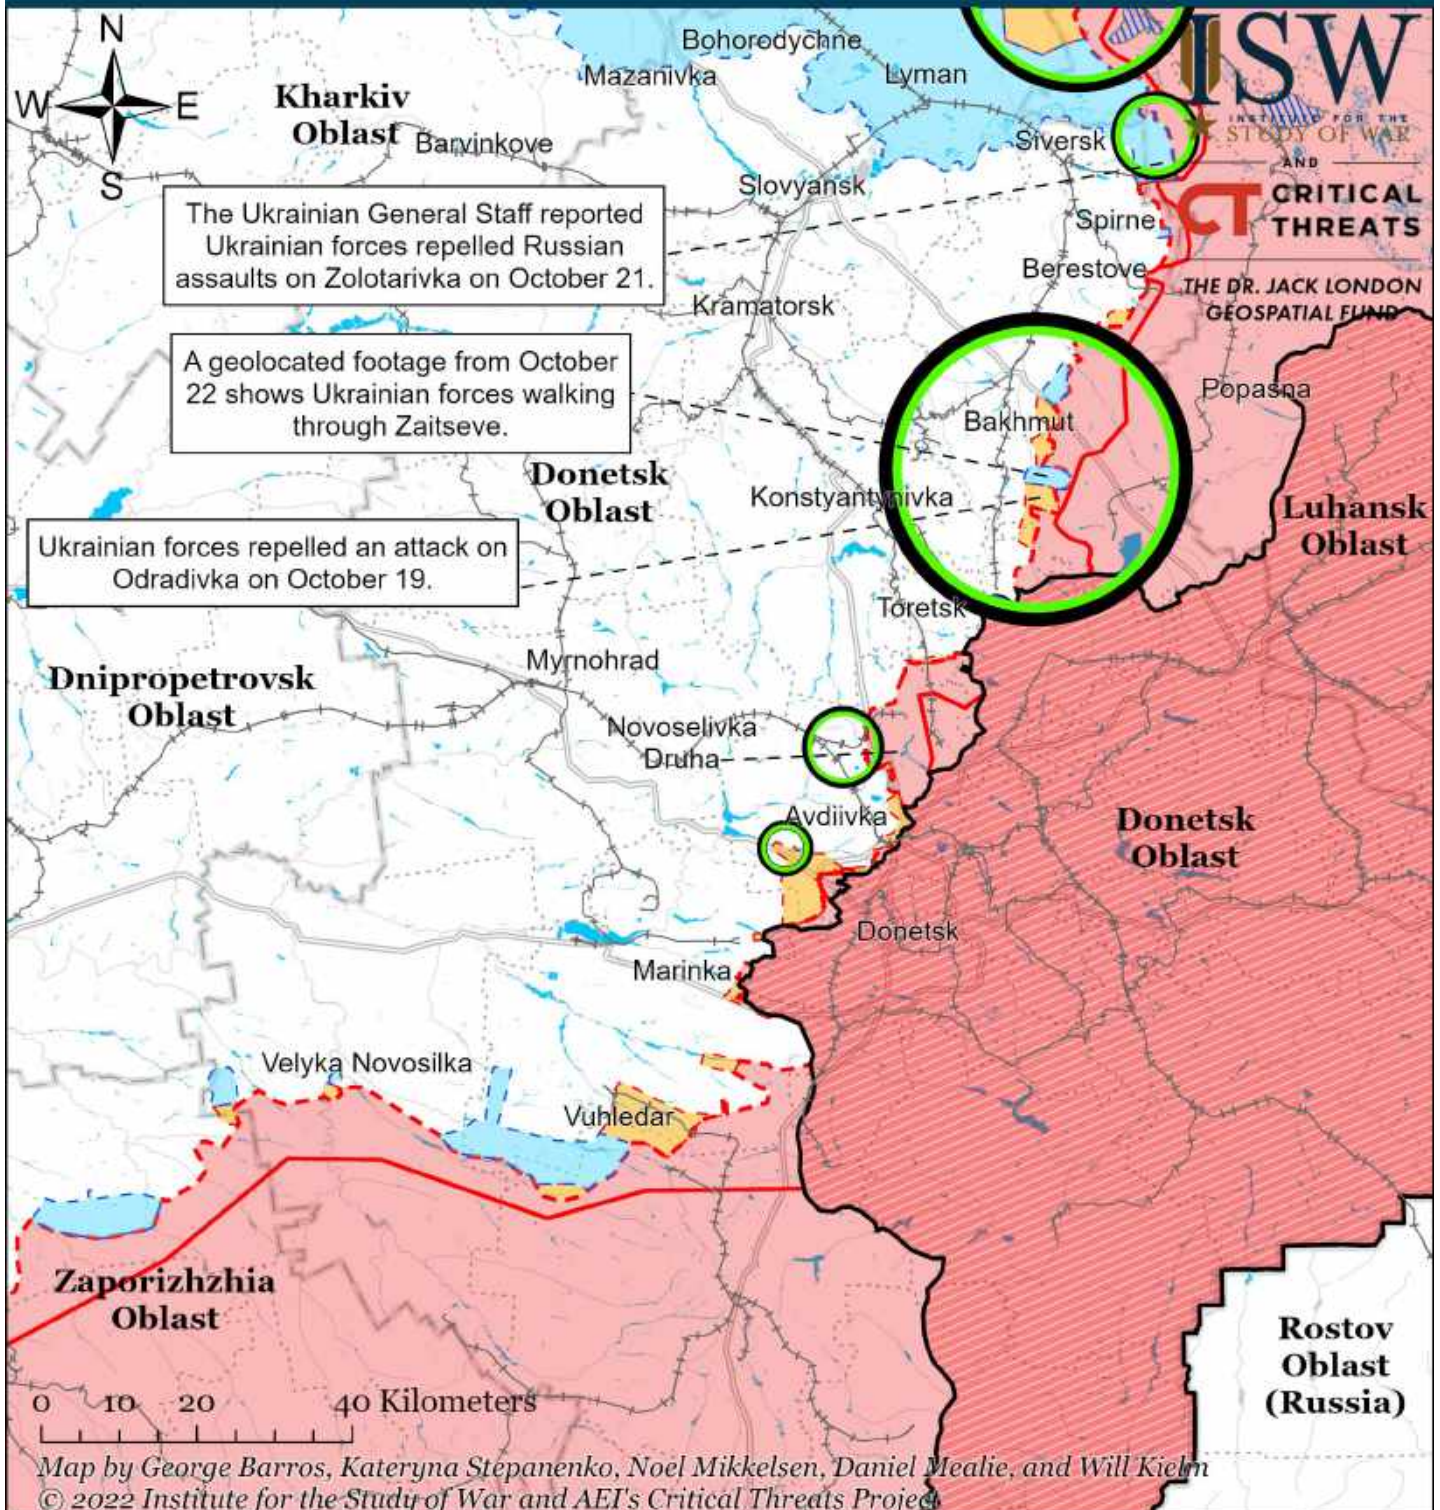 N
W
E
S
Kharkiv
Oblast
Bohorodychne
Mazanivka
Lyman
Barvinkove
Siversk
ISW
INSTITUTE FOR THE
STUDY OF WAR
AND
CT CRITICAL
THREATS
THE DR. JACK LONDON
GEOSPATIAL FUND
Slovyansk
The Ukrainian General Staff reported
Ukrainian forces repelled Russian
assaults on Zolotarivka on October 21.
Spirne
Berestove
Kramatorsk
A geolocated footage from October
22 shows Ukrainian forces walking
through Zaitseve.
Popasna
Bakhmut
Donetsk
Oblast
Konstyantynivka
Luhansk
Oblast
Ukrainian forces repelled an attack on
Odradivka on October 19.
Toretsk
Myrnohrad
Dnipropetrovsk
Oblast
Novoselivka
Druha
Avdiivka
Donetsk
Oblast
Donetsk
Marinka
Velyka Novosilka
Vuhledar
Zaporizhzhia
Oblast
Rostov
Oblast
(Russia)
0 10 20 40 Kilometers
Map by George Barros, Kateryna Stepanenko, Noel Mikkelsen, Daniel Mealie, and Will Kielm
© 2022 Institute for the Study of War and AEI's Critical Threats Project